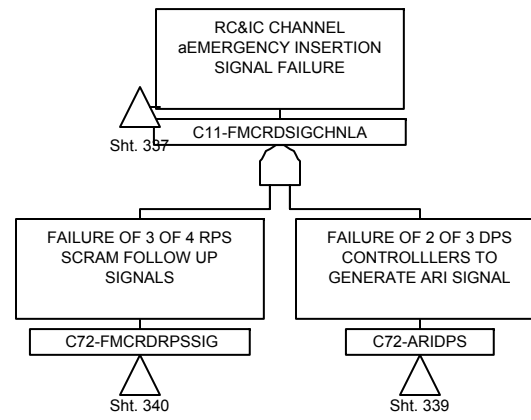 RC&IC CHANNEL
aEMERGENCY INSERTION
SIGNAL FAILURE
C11-FMCRDSIGCHNLA
Sht. 337
FAILURE OF 3 OF 4 RPS
SCRAM FOLLOW UP
SIGNALS
C72-FMCRDRPSSIG
Sht. 340
FAILURE OF 2 OF 3 DPS
CONTROLLLERS TO
GENERATE ARI SIGNAL
C72-ARIDPS
Sht. 339